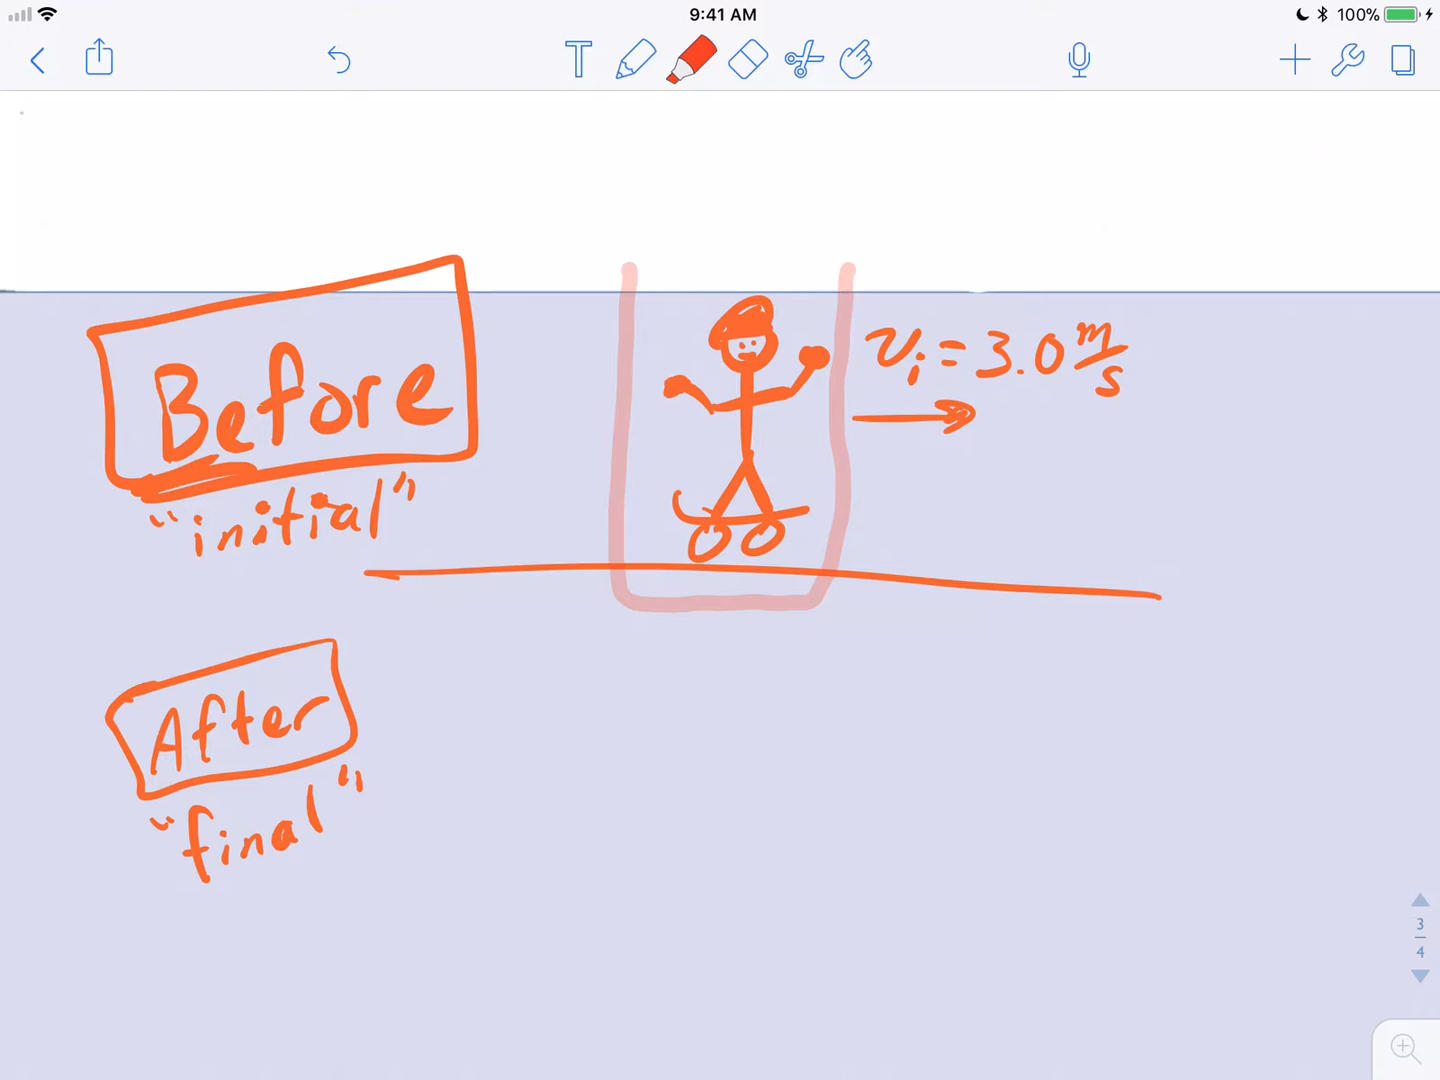 9:41 AM
100%
T
Before
"initial"
vᵢ = 3.0 m/s
After
"final"
3
4